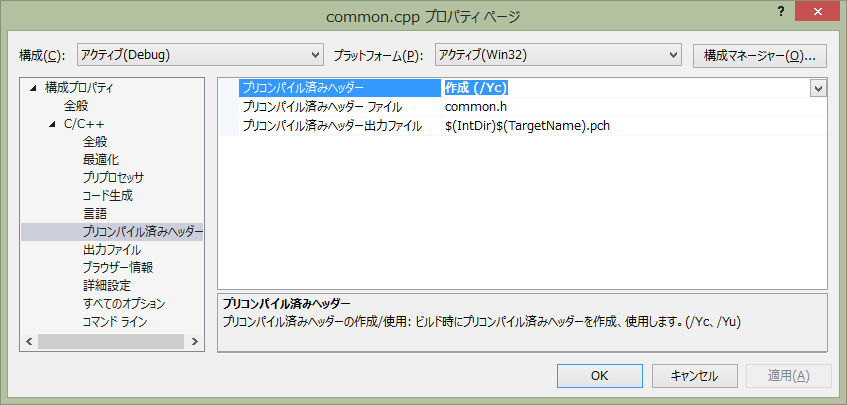 common.cpp プロパティ ページ
? ×
構成(C): アクティブ(Debug) プラットフォーム(P): アクティブ(Win32) 構成マネージャー(O)...
構成プロパティ
全般
C/C++
全般
最適化
プリプロセッサ
コード生成
言語
プリコンパイル済みヘッダー
出力ファイル
ブラウザー情報
詳細設定
すべてのオプション
コマンド ライン
プリコンパイル済みヘッダー 作成 (/Yc)
プリコンパイル済みヘッダー ファイル common.h
プリコンパイル済みヘッダー出力ファイル $(IntDir)$(TargetName).pch
プリコンパイル済みヘッダー
プリコンパイル済みヘッダーの作成/使用: ビルド時にプリコンパイル済みヘッダーを作成、使用します。(/Yc、/Yu)
OK キャンセル 適用(A)